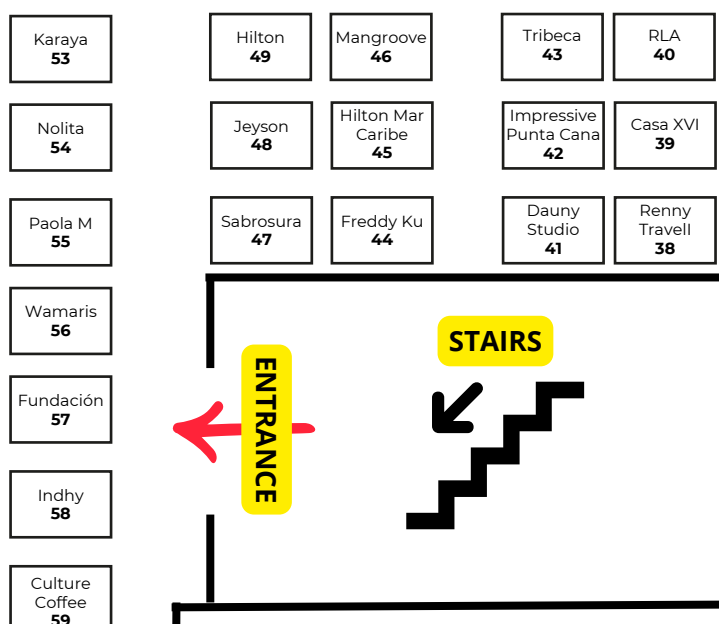 Karaya
53
Hilton
49
Mangroove
46
Tribeca
43
RLA
40
Nolita
54
Jeyson
48
Hilton Mar
Caribe
45
Impressive
Punta Cana
42
Casa XVI
39
Paola M
55
Sabrosura
47
Freddy Ku
44
Dauny
Studio
41
Renny
Travell
38
Wamaris
56
STAIRS
ENTRANCE
Fundación
57
Indhy
58
Culture
Coffee
59